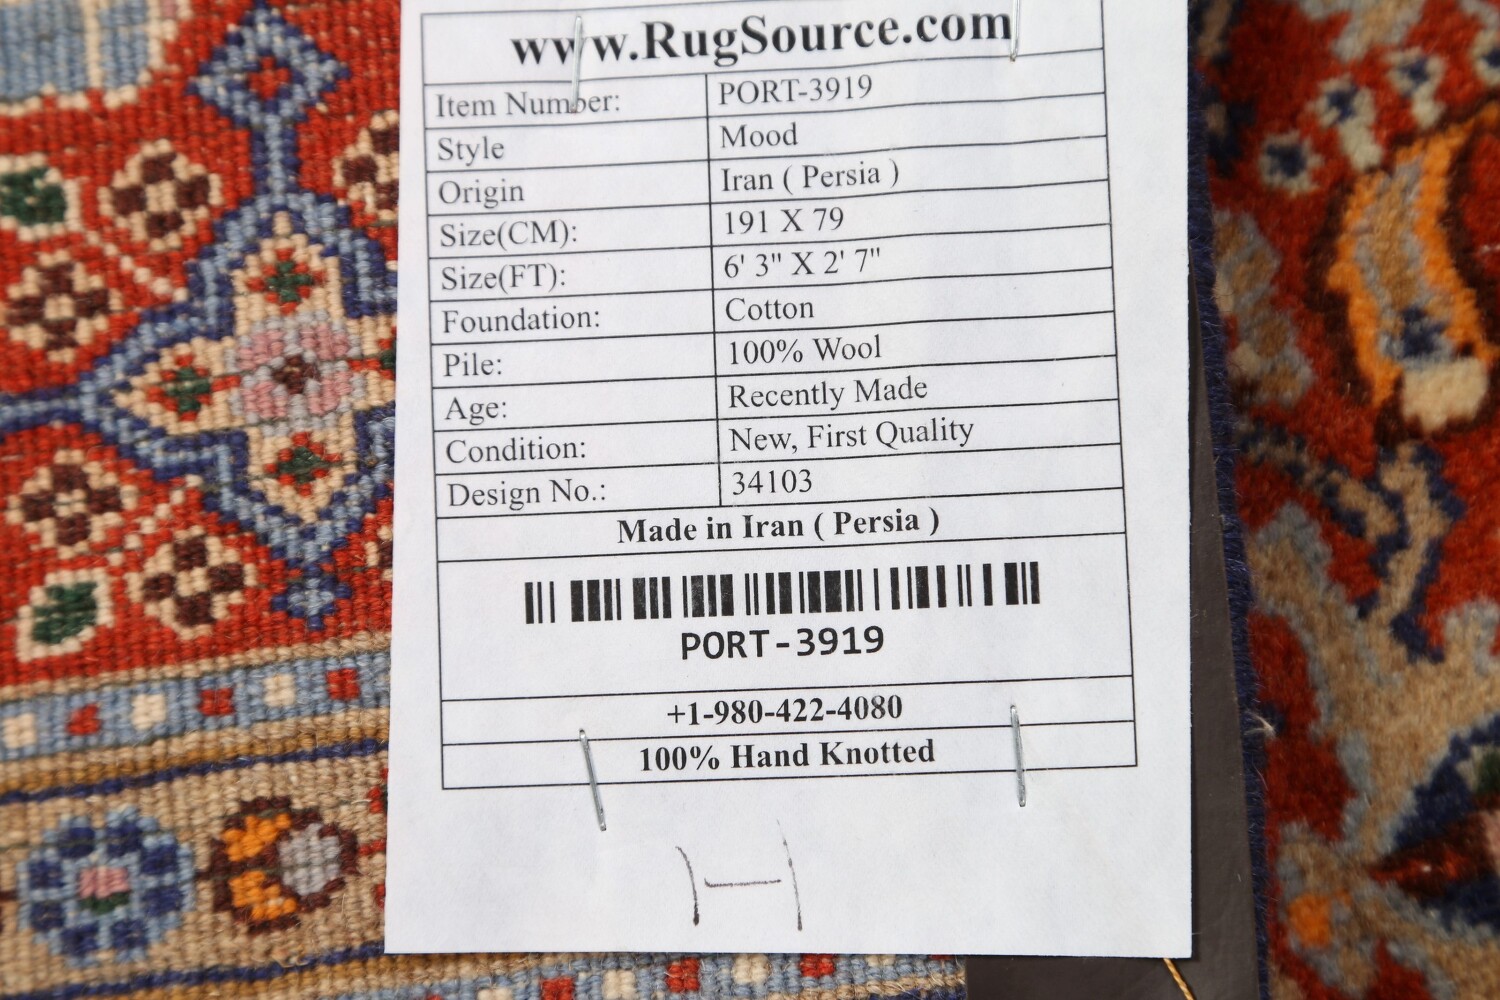 www.RugSource.com
Item Number: PORT-3919
Style Mood
Origin Iran ( Persia )
Size(CM): 191 X 79
Size(FT): 6' 3" X 2' 7"
Foundation: Cotton
Pile: 100% Wool
Age: Recently Made
Condition: New, First Quality
Design No.: 34103
Made in Iran ( Persia )
PORT-3919
+1-980-422-4080
100% Hand Knotted
H